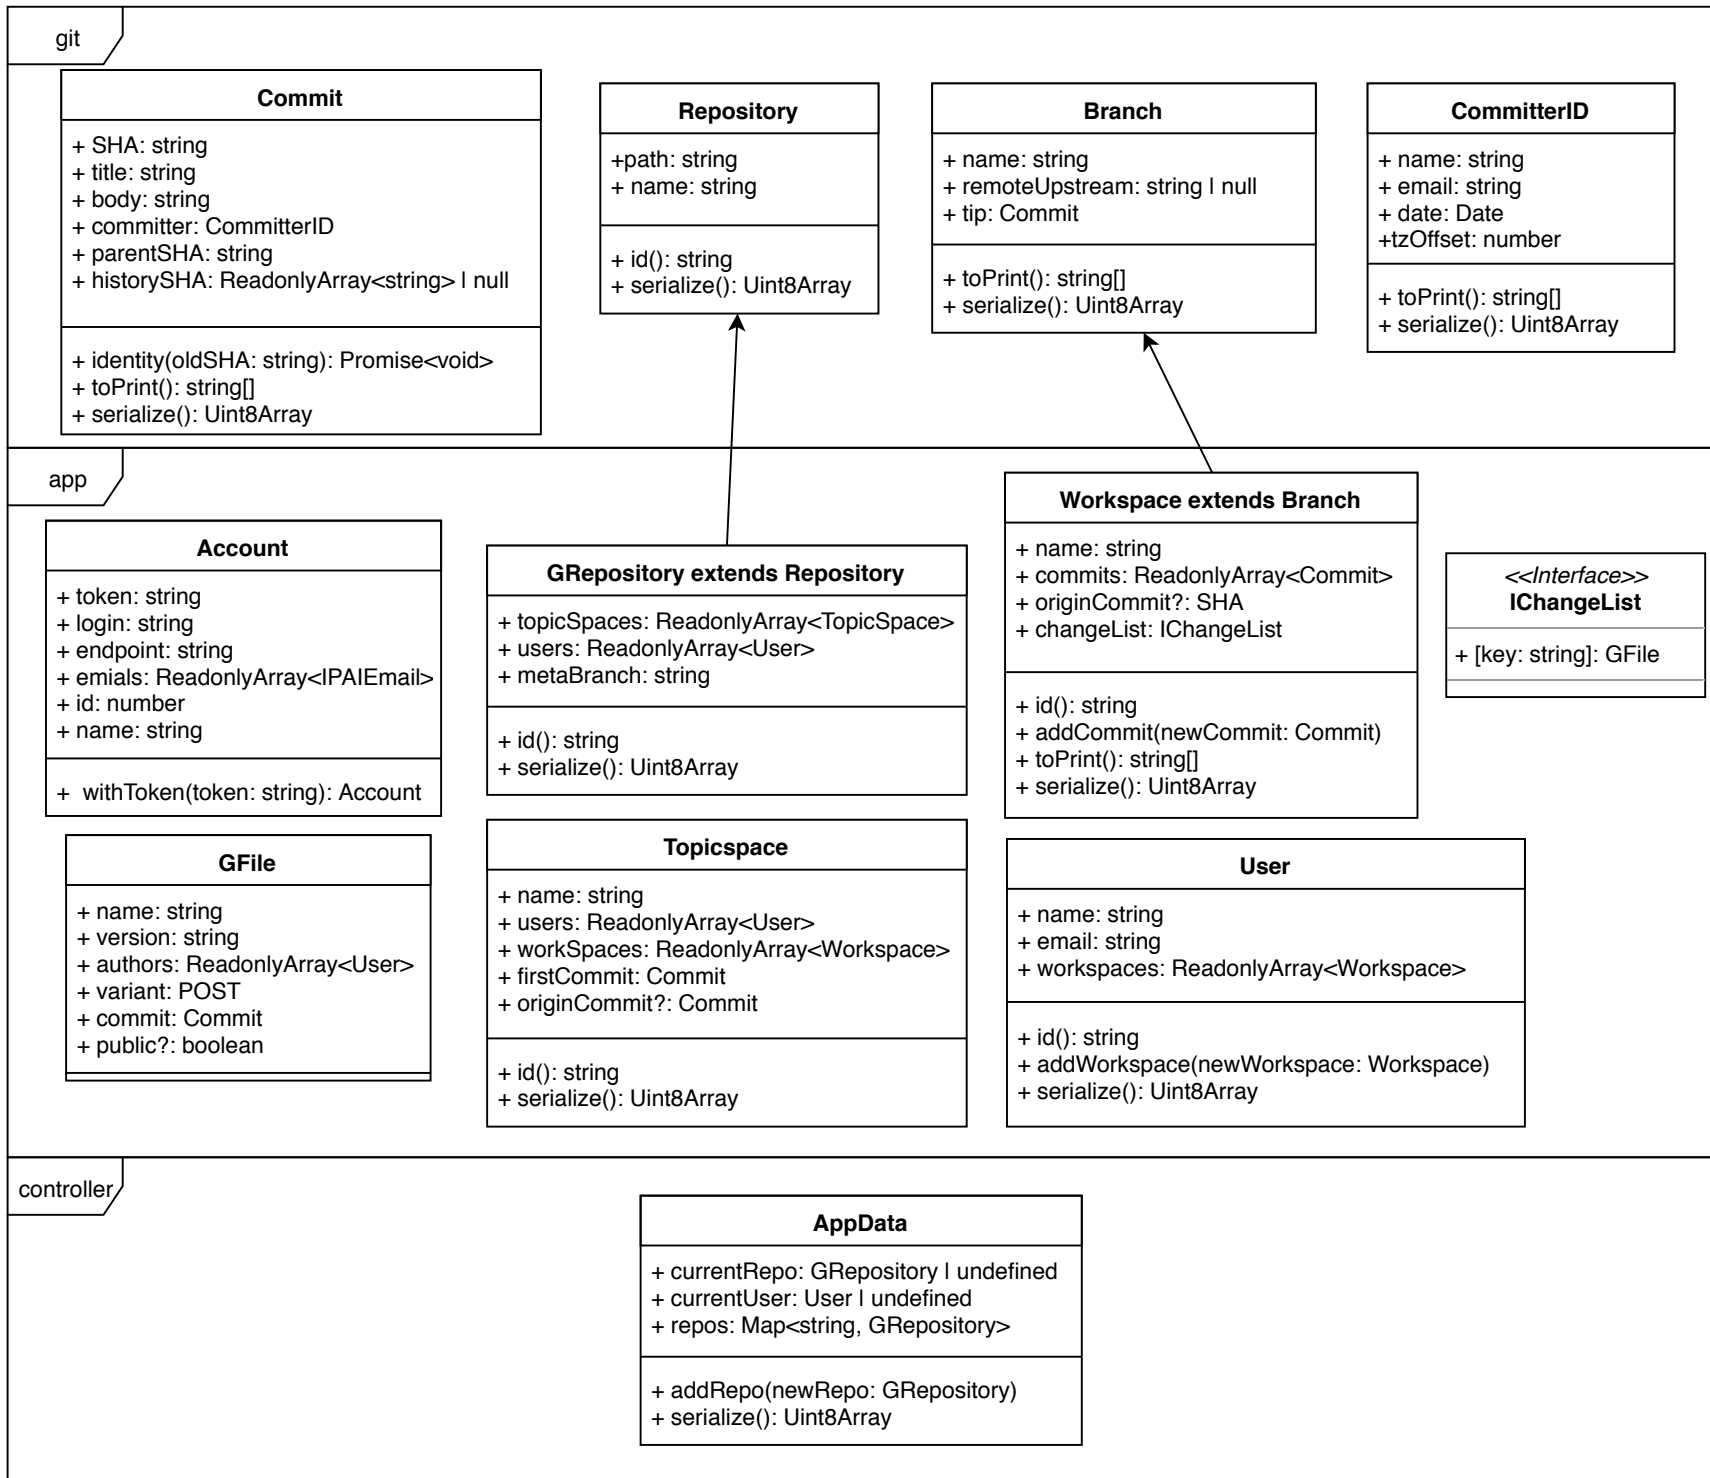 git
Commit
+ SHA: string
+ title: string
+ body: string
+ committer: CommitterID
+ parentSHA: string
+ historySHA: ReadonlyArray<string> | null
+ identity(oldSHA: string): Promise<void>
+ toPrint(): string[]
+ serialize(): Uint8Array
Repository
+path: string
+ name: string
+ id(): string
+ serialize(): Uint8Array
Branch
+ name: string
+ remoteUpstream: string | null
+ tip: Commit
+ toPrint(): string[]
+ serialize(): Uint8Array
CommitterID
+ name: string
+ email: string
+ date: Date
+tzOffset: number
+ toPrint(): string[]
+ serialize(): Uint8Array
app
Account
+ token: string
+ login: string
+ endpoint: string
+ emials: ReadonlyArray<IPAIEmail>
+ id: number
+ name: string
+  withToken(token: string): Account
GRepository extends Repository
+ topicSpaces: ReadonlyArray<TopicSpace>
+ users: ReadonlyArray<User>
+ metaBranch: string
+ id(): string
+ serialize(): Uint8Array
Workspace extends Branch
+ name: string
+ commits: ReadonlyArray<Commit>
+ originCommit?: SHA
+ changeList: IChangeList
+ id(): string
+ addCommit(newCommit: Commit)
+ toPrint(): string[]
+ serialize(): Uint8Array
<<Interface>>
IChangeList
+ [key: string]: GFile
GFile
+ name: string
+ version: string
+ authors: ReadonlyArray<User>
+ variant: POST
+ commit: Commit
+ public?: boolean
Topicspace
+ name: string
+ users: ReadonlyArray<User>
+ workSpaces: ReadonlyArray<Workspace>
+ firstCommit: Commit
+ originCommit?: Commit
+ id(): string
+ serialize(): Uint8Array
User
+ name: string
+ email: string
+ workspaces: ReadonlyArray<Workspace>
+ id(): string
+ addWorkspace(newWorkspace: Workspace)
+ serialize(): Uint8Array
controller
AppData
+ currentRepo: GRepository | undefined
+ currentUser: User | undefined
+ repos: Map<string, GRepository>
+ addRepo(newRepo: GRepository)
+ serialize(): Uint8Array